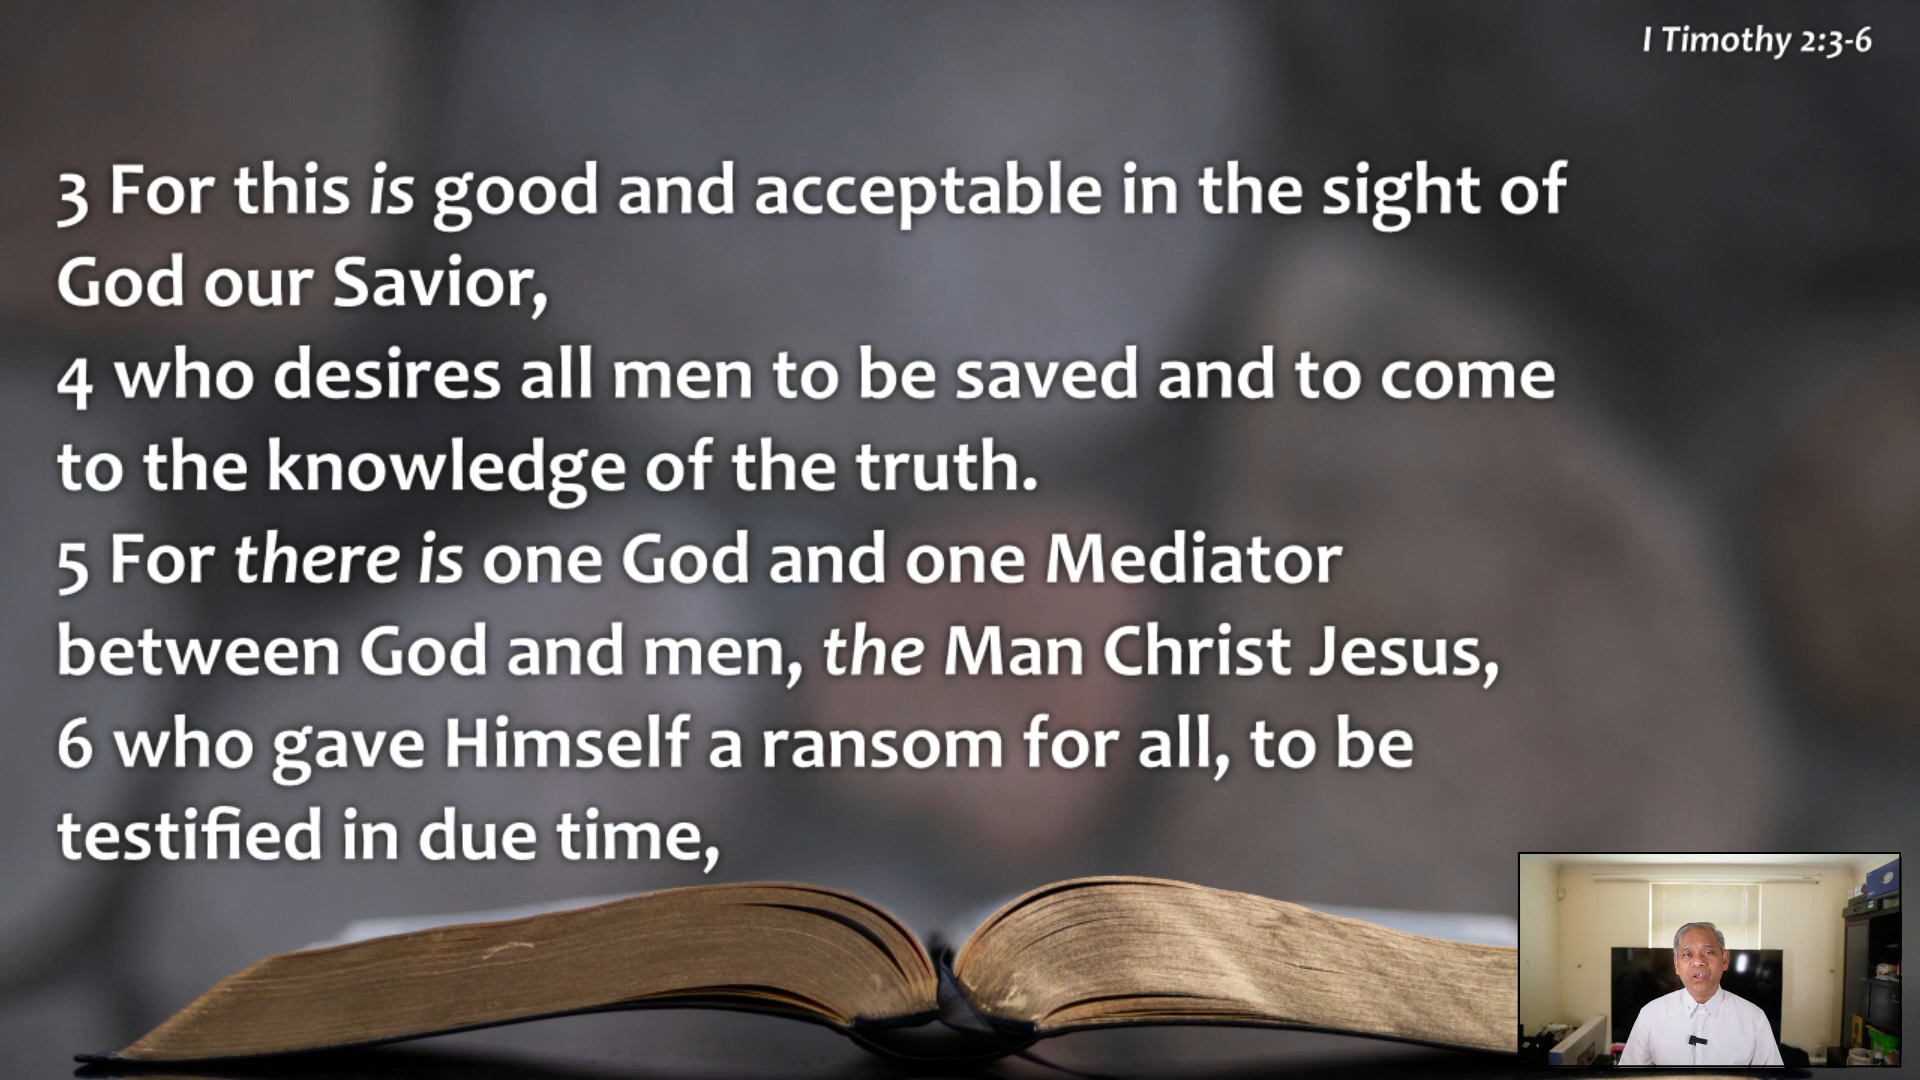 I Timothy 2:3-6
3 For this is good and acceptable in the sight of
God our Savior,
4 who desires all men to be saved and to come
to the knowledge of the truth.
5 For there is one God and one Mediator
between God and men, the Man Christ Jesus,
6 who gave Himself a ransom for all, to be
testified in due time,